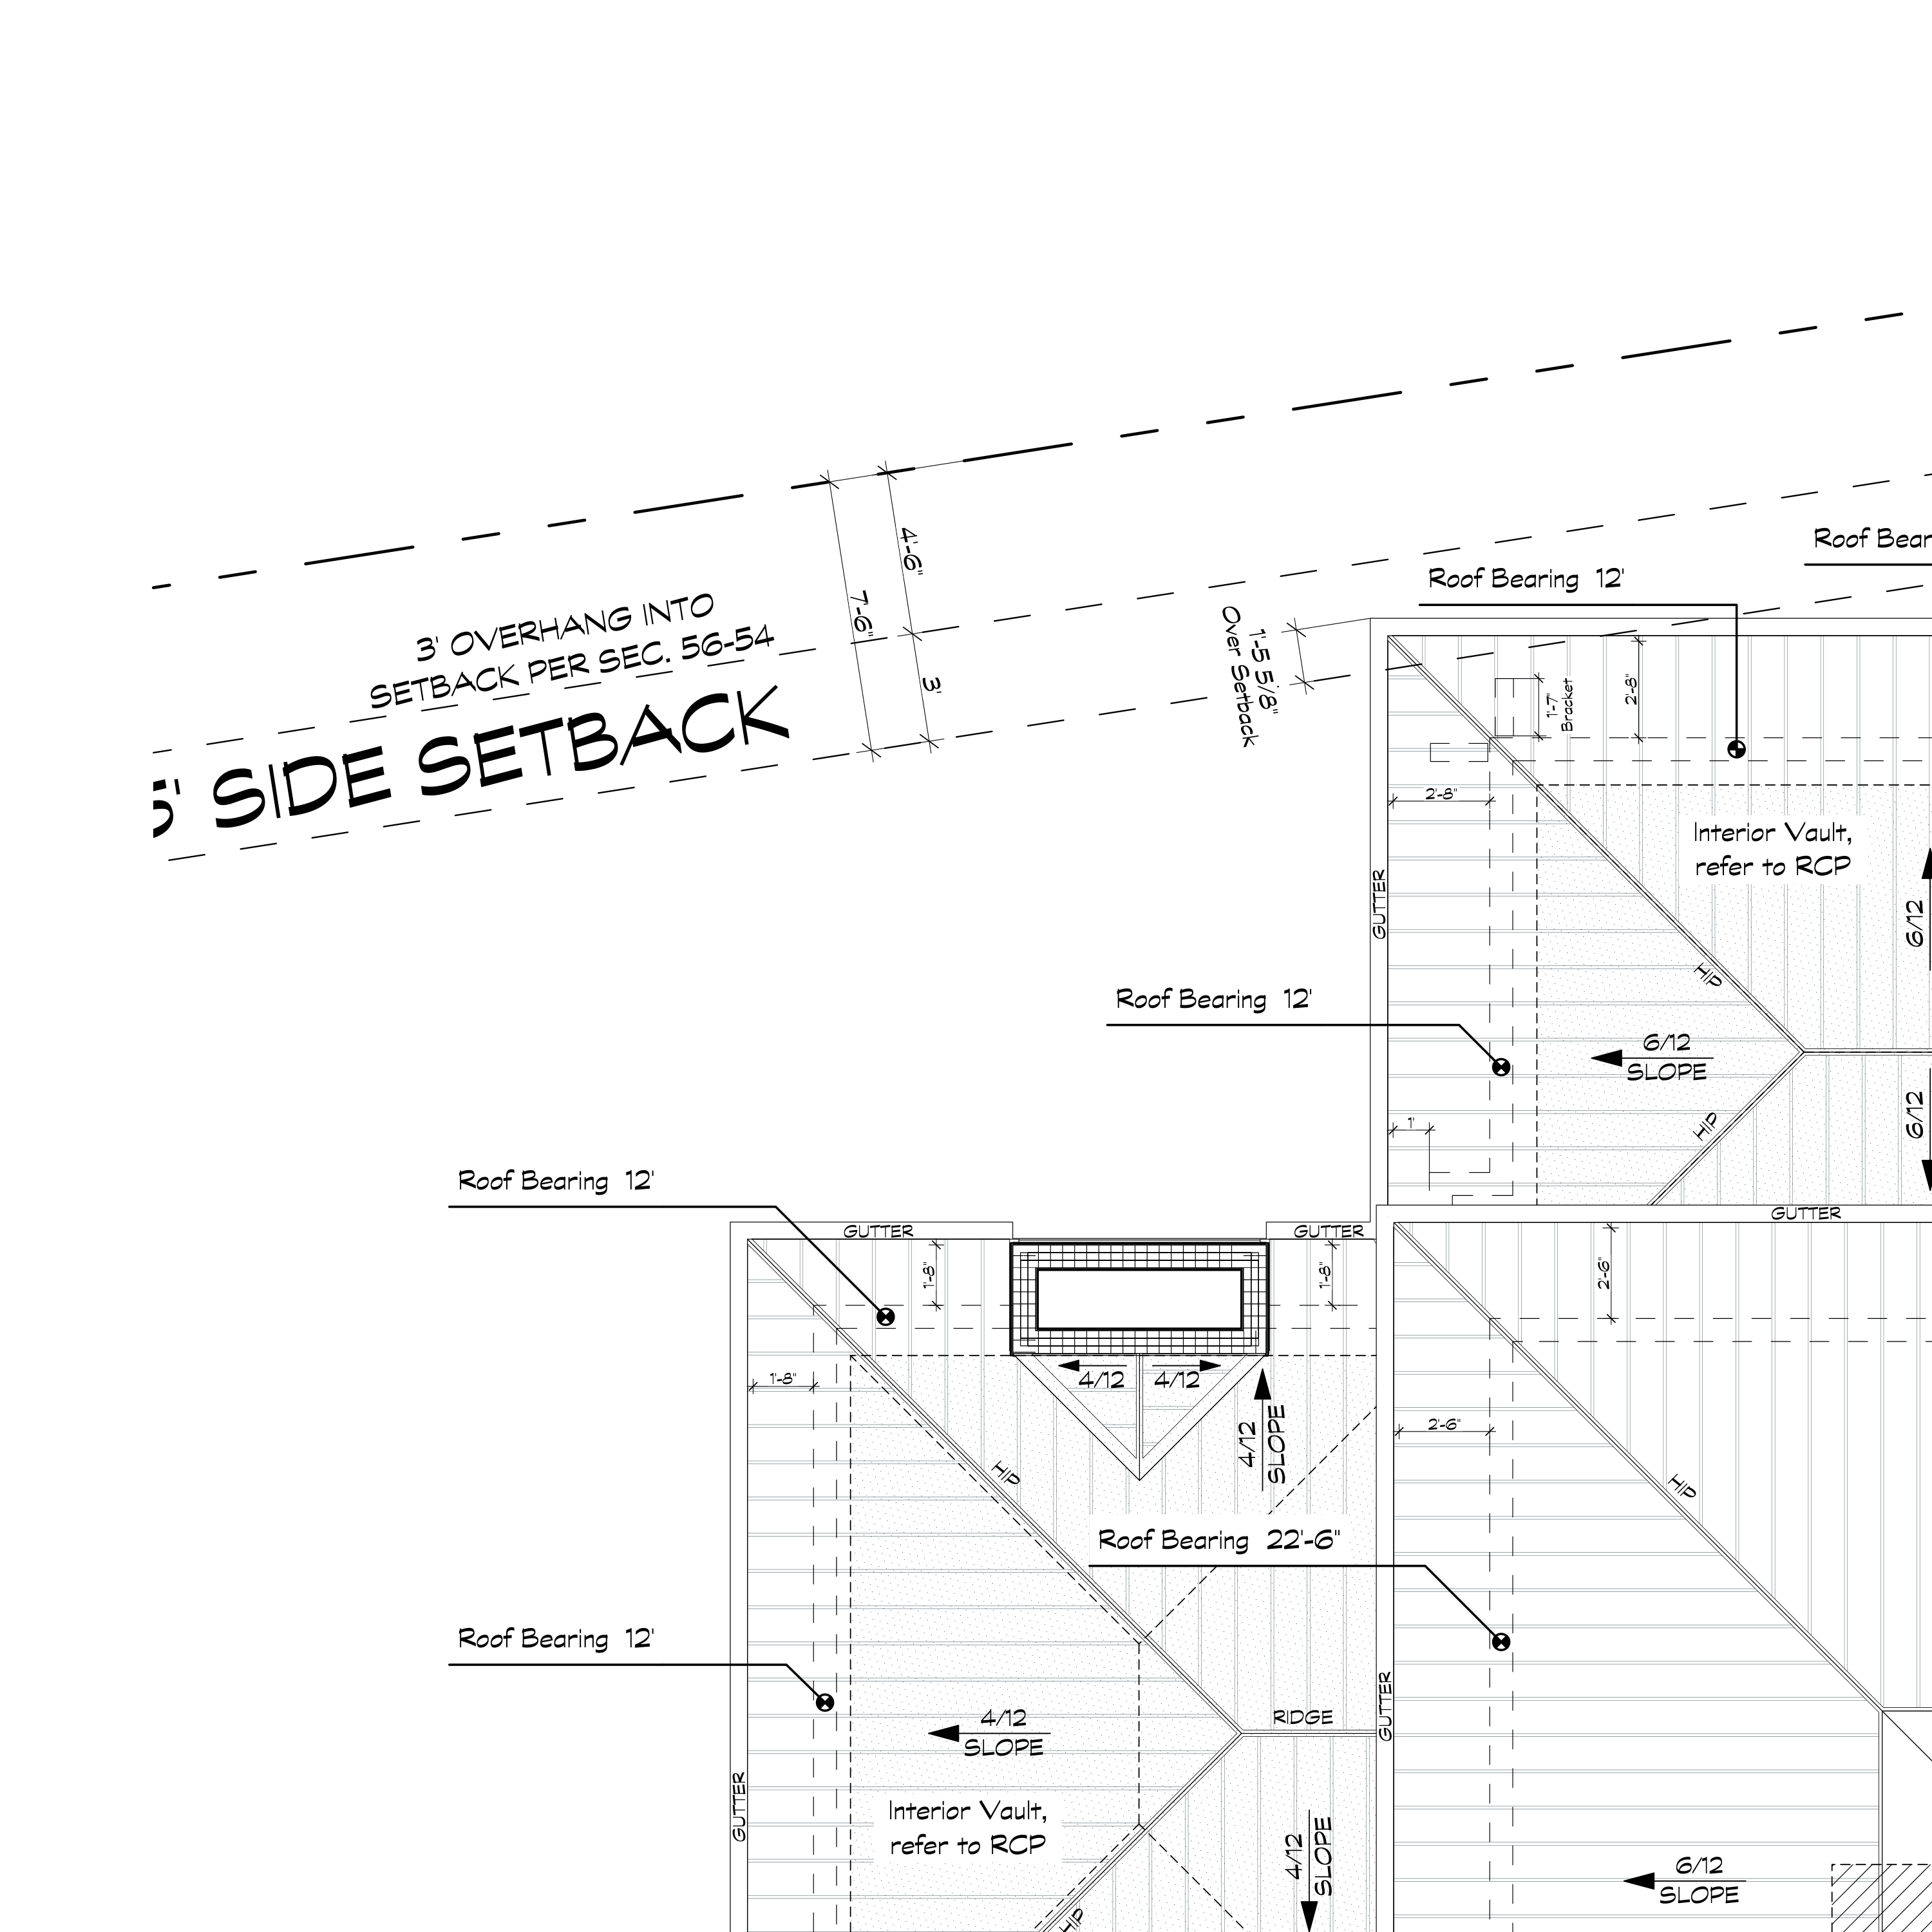 Roof Bear
Roof Bearing 12'
4'-6"
7'-6"
3'
3' OVERHANG INTO
SETBACK PER SEC. 56-54
5' SIDE SETBACK
1'-5 5/8"
Over Setback
1'-7"
Bracket
2'-8"
2'-8"
Interior Vault,
refer to RCP
GUTTER
6/12
HIP
Roof Bearing 12'
6/12
SLOPE
6/12
HIP
1'
Roof Bearing 12'
GUTTER
GUTTER
GUTTER
1'-8"
1'-8"
2'-6"
1'-8"
4/12
4/12
4/12
SLOPE
2'-6"
HIP
HIP
Roof Bearing 22'-6"
Roof Bearing 12'
GUTTER
RIDGE
4/12
SLOPE
GUTTER
Interior Vault,
refer to RCP
4/12
SLOPE
6/12
SLOPE
HIP